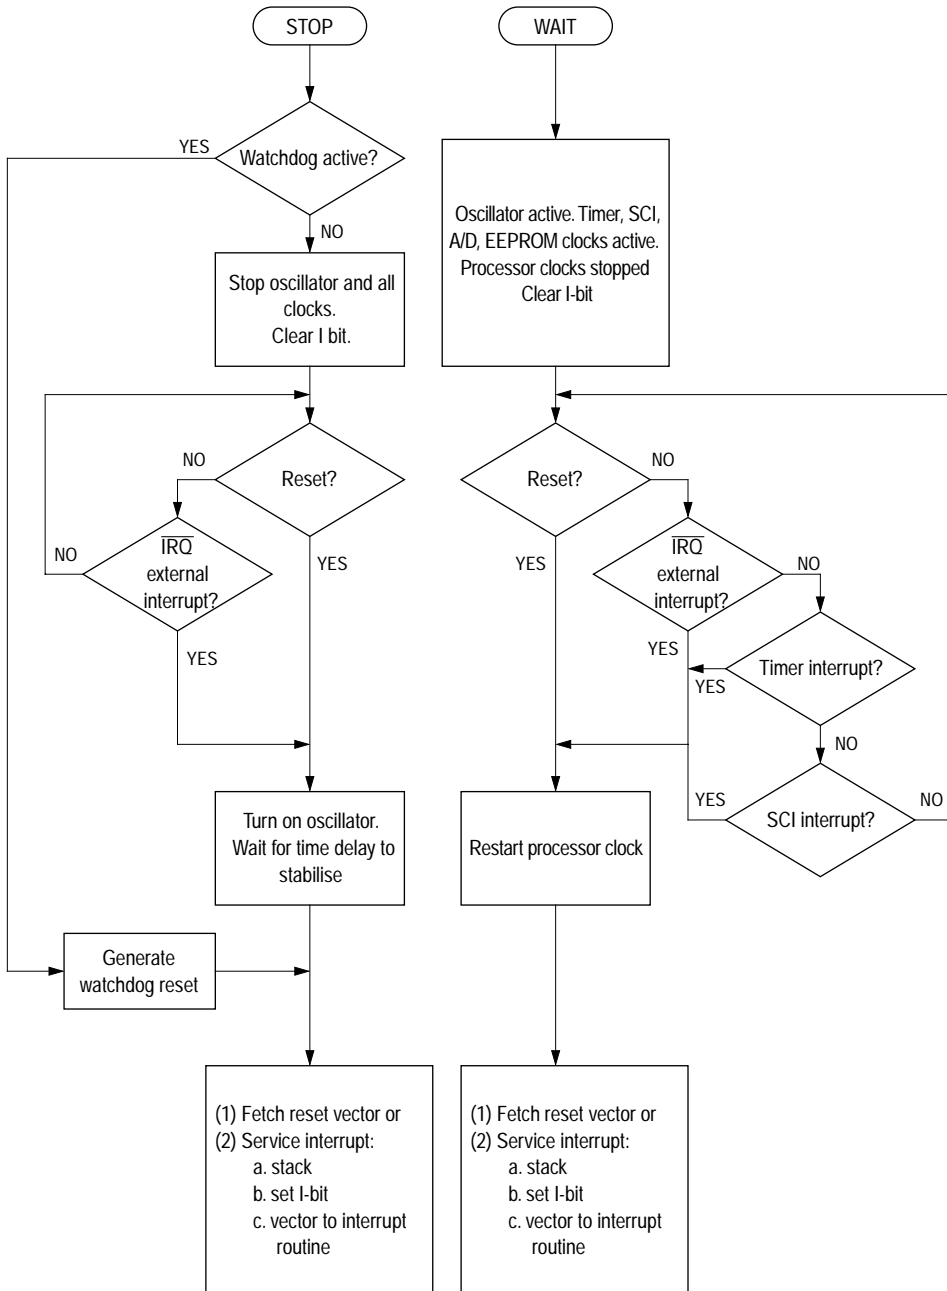 STOP
WAIT
YES
Watchdog active?
NO
Stop oscillator and all
clocks.
Clear I bit.
Oscillator active. Timer, SCI,
A/D, EEPROM clocks active.
Processor clocks stopped
Clear I-bit
NO
Reset?
YES
NO
IRQ
external
interrupt?
YES
Reset?
NO
YES
IRQ
external
interrupt?
NO
YES
Timer interrupt?
YES
NO
YES
SCI interrupt?
NO
Turn on oscillator.
Wait for time delay to
stabilise
Restart processor clock
Generate
watchdog reset
(1) Fetch reset vector or
(2) Service interrupt:
a. stack
b. set I-bit
c. vector to interrupt
routine
(1) Fetch reset vector or
(2) Service interrupt:
a. stack
b. set I-bit
c. vector to interrupt
routine